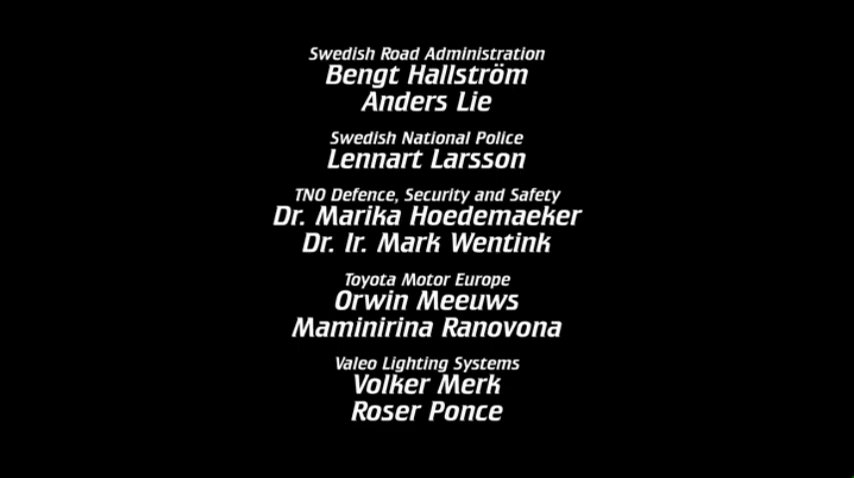 Swedish Road Administration
Bengt Hallström
Anders Lie
Swedish National Police
Lennart Larsson
TNO Defence, Security and Safety
Dr. Marika Hoedemaeker
Dr. Ir. Mark Wentink
Toyota Motor Europe
Orwin Meeuws
Maminirina Ranovona
Valeo Lighting Systems
Volker Merk
Roser Ponce